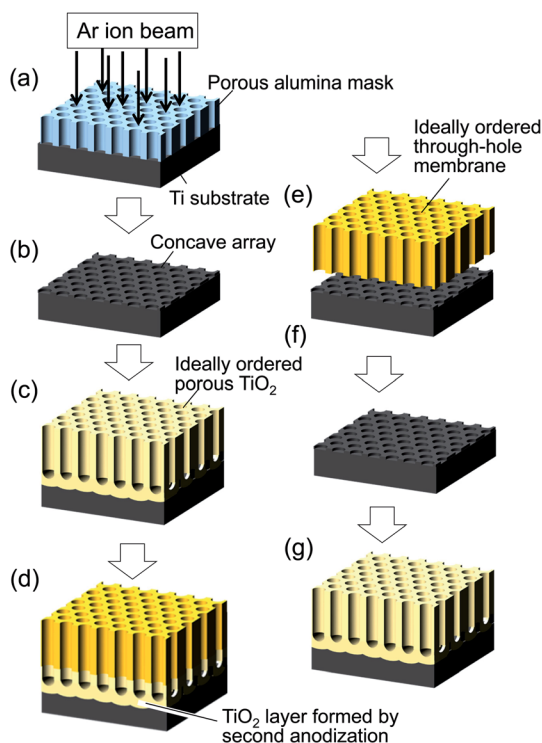 Ar ion beam
(a)
Porous alumina mask
Ti substrate
(b)
Concave array
(c)
Ideally ordered
porous TiO₂
(d)
TiO₂ layer formed by
second anodization
Ideally ordered
through-hole
membrane
(e)
(f)
(g)